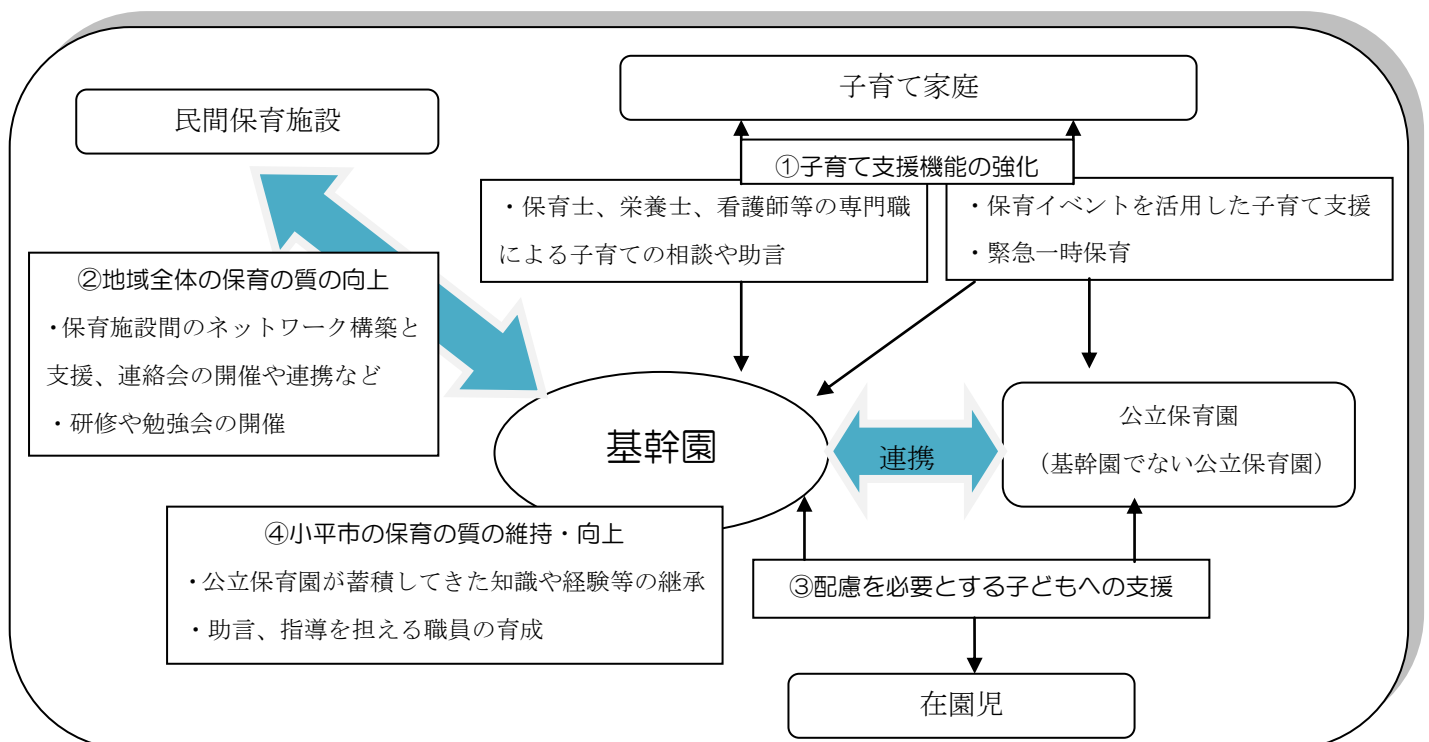 子育て家庭
民間保育施設
①子育て支援機能の強化
・保育士、栄養士、看護師等の専門職
による子育ての相談や助言
・保育イベントを活用した子育て支援
・緊急一時保育
②地域全体の保育の質の向上
・保育施設間のネットワーク構築と
支援、連絡会の開催や連携など
・研修や勉強会の開催
基幹園
連携
公立保育園
（基幹園でない公立保育園）
④小平市の保育の質の維持・向上
・公立保育園が蓄積してきた知識や経験等の継承
・助言、指導を担える職員の育成
③配慮を必要とする子どもへの支援
在園児